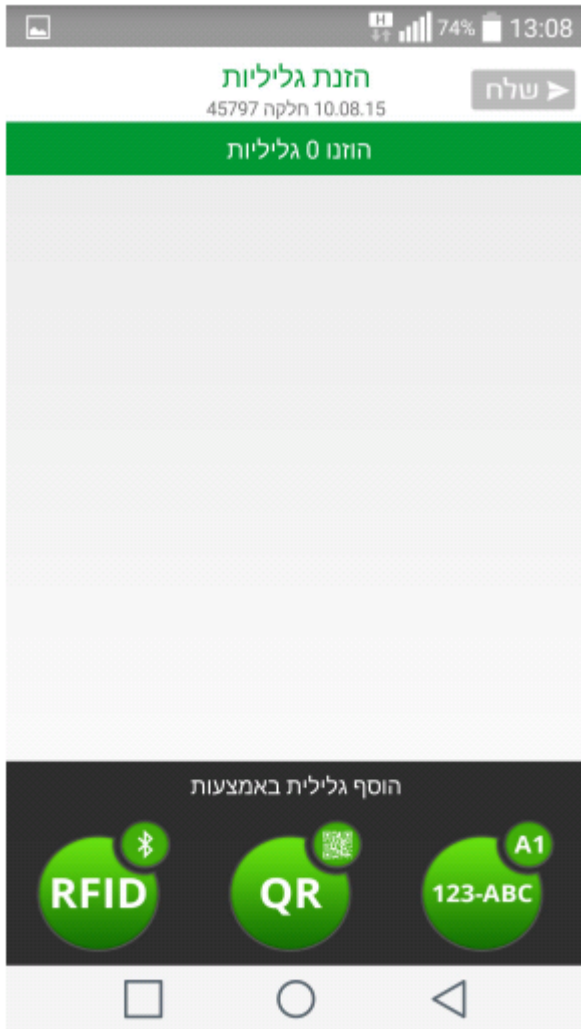 H 74% 13:08
הזנת גליליות
10.08.15 חלקה 45797
שלח
הוזנו 0 גליליות
הוסף גלילית באמצעות
RFID
QR
A1
123-ABC